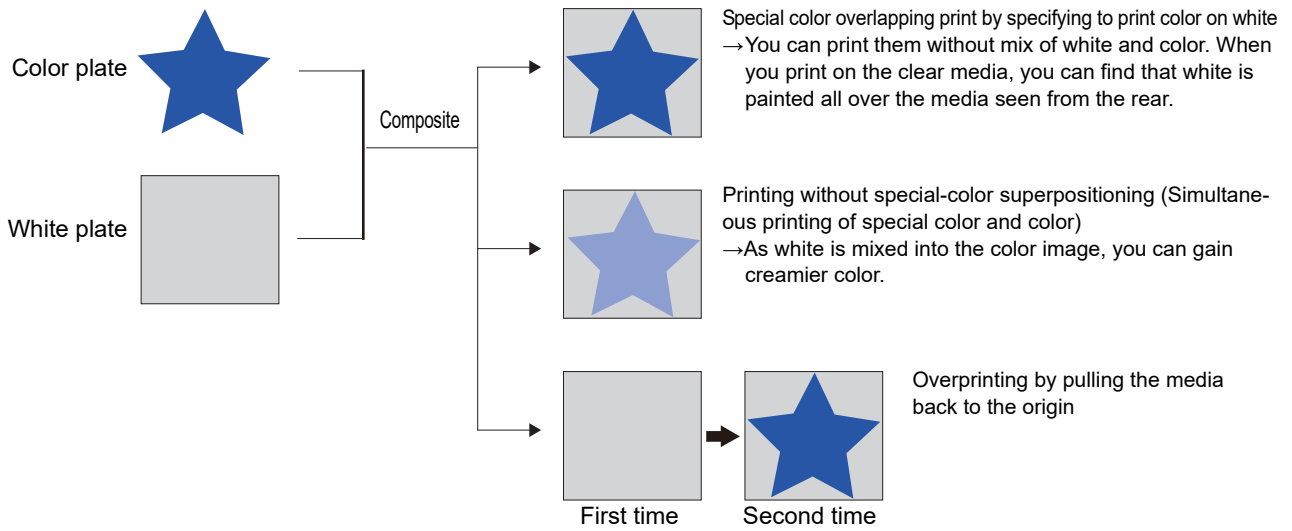 Color plate
White plate
Composite
Special color overlapping print by specifying to print color on white
→You can print them without mix of white and color. When
you print on the clear media, you can find that white is
painted all over the media seen from the rear.
Printing without special-color superpositioning (Simultane-
ous printing of special color and color)
→As white is mixed into the color image, you can gain
creamier color.
Overprinting by pulling the media
back to the origin
First time
Second time